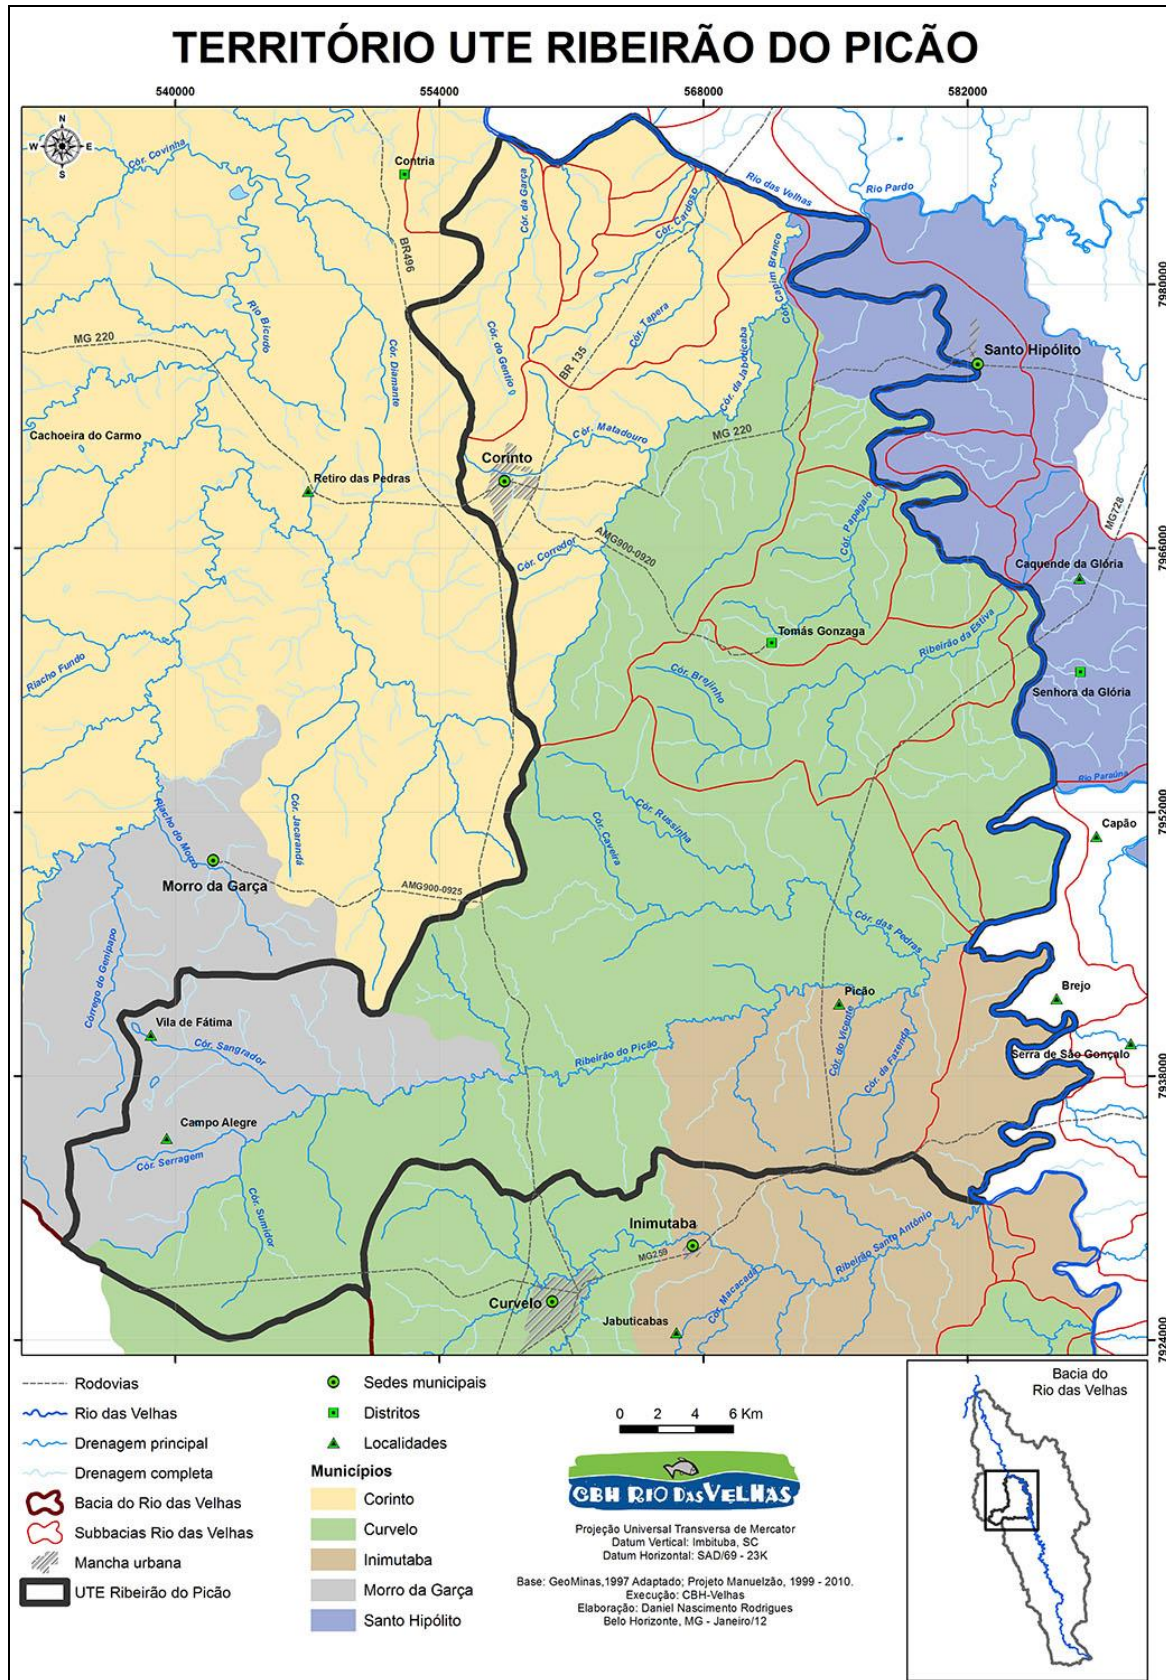 TERRITÓRIO UTE RIBEIRÃO DO PICÃO
540000
554000
568000
582000
N
W
E
S
Cór. Covinha
Contria
Cór. da Garça
Cór. Cardoso
Rio das Velhas
Rio Pardo
BR496
Cór. Capim Branco
7980000
Rio Bicudo
MG 220
Cór. Diamante
Cór. do Gentio
BR 135
Cór. Tapera
Cór. da Jaboticaba
Santo Hipólito
Cachoeira do Carmo
Cór. Matadouro
MG 220
Corinto
Retiro das Pedras
Cór. Papagaio
MG728
AMG900-0920
Cór. Corredor
7966000
Caquende da Glória
Tomás Gonzaga
Ribeirão da Estiva
Riacho Fundo
Cór. Brejinho
Senhora da Glória
Rio Paraúna
Riacho do Morro
Cór. Jacarandá
Cór. Caveira
Cór. Russinha
7952000
Capão
Morro da Garça
AMG900-0925
Cór. das Pedras
Córrego do Genipapo
Picão
Brejo
Vila de Fátima
Cór. Sangrador
Ribeirão do Picão
Cór. do Vicente
Cór. da Fazenda
Serra de São Gonçalo
7938000
Campo Alegre
Cór. Serragem
Cór. Sumidor
Inimutaba
MG259
Ribeirão Santo Antônio
Curvelo
Cór. Macacada
Jabuticabas
7924000
Rodovias
Rio das Velhas
Drenagem principal
Drenagem completa
Bacia do Rio das Velhas
Subbacias Rio das Velhas
Mancha urbana
UTE Ribeirão do Picão
Sedes municipais
Distritos
Localidades
Municípios
Corinto
Curvelo
Inimutaba
Morro da Garça
Santo Hipólito
0 2 4 6 Km
CBH RIO DAS VELHAS
Projeção Universal Transversa de Mercator
Datum Vertical: Imbituba, SC
Datum Horizontal: SAD/69 - 23K
Base: GeoMinas,1997 Adaptado; Projeto Manuelzão, 1999 - 2010.
Execução: CBH-Velhas
Elaboração: Daniel Nascimento Rodrigues
Belo Horizonte, MG - Janeiro/12
Bacia do
Rio das Velhas